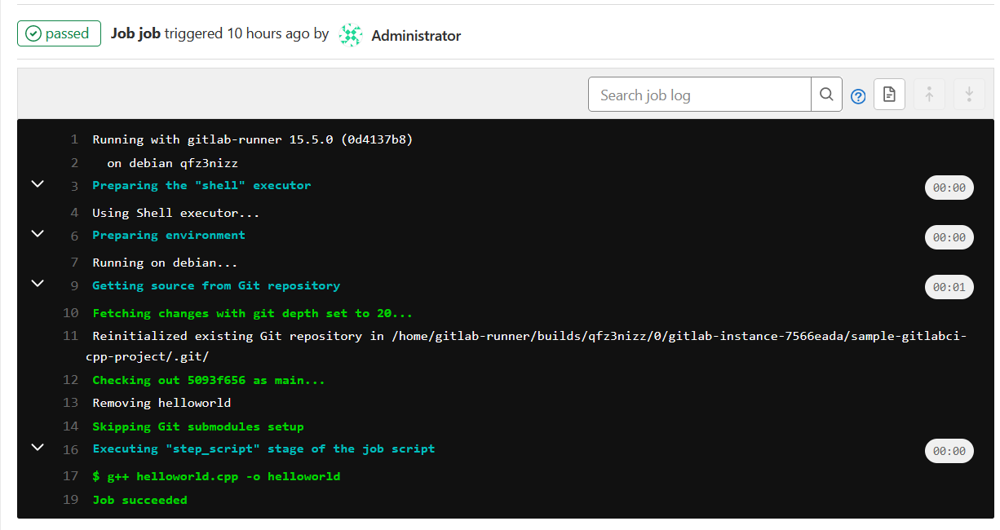 passed Job job triggered 10 hours ago by Administrator
Search job log
1 Running with gitlab-runner 15.5.0 (0d4137b8)
2 on debian qfz3nizz
3 Preparing the "shell" executor 00:00
4 Using Shell executor...
6 Preparing environment 00:00
7 Running on debian...
9 Getting source from Git repository 00:01
10 Fetching changes with git depth set to 20...
11 Reinitialized existing Git repository in /home/gitlab-runner/builds/qfz3nizz/0/gitlab-instance-7566eada/sample-gitlabci-
cpp-project/.git/
12 Checking out 5093f656 as main...
13 Removing helloworld
14 Skipping Git submodules setup
16 Executing "step_script" stage of the job script 00:00
17 $ g++ helloworld.cpp -o helloworld
19 Job succeeded